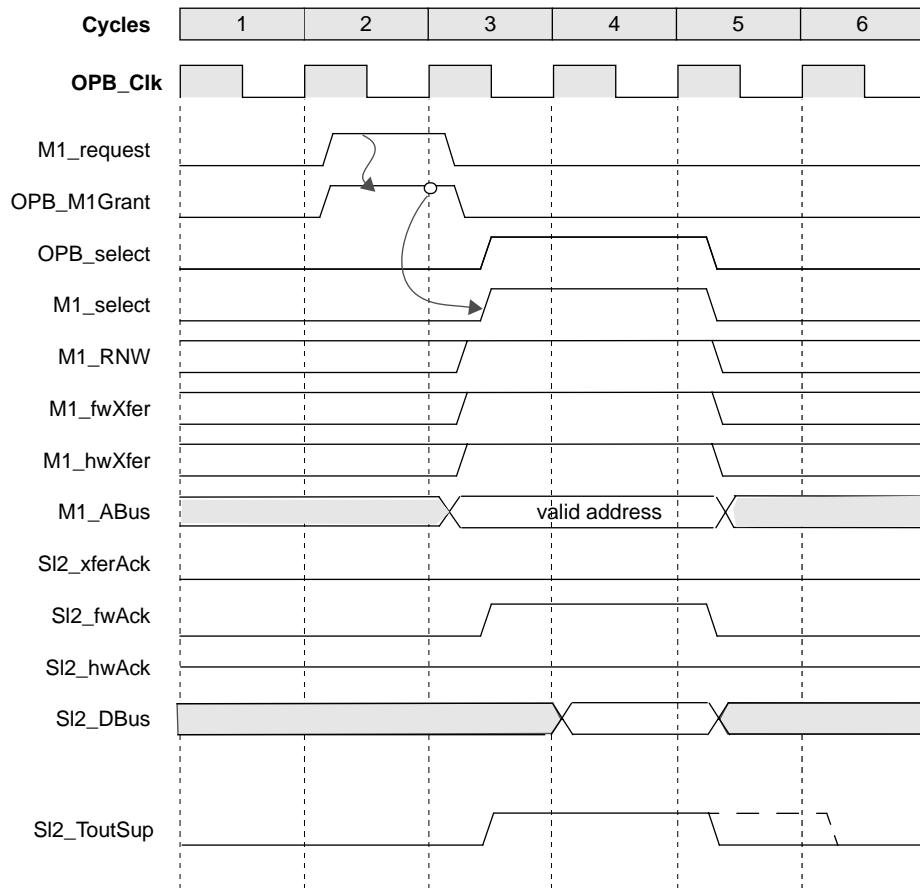 Cycles 1 2 3 4 5 6
OPB_Clk
M1_request
OPB_M1Grant
OPB_select
M1_select
M1_RNW
M1_fwXfer
M1_hwXfer
M1_ABus valid address
Sl2_xferAck
Sl2_fwAck
Sl2_hwAck
Sl2_DBus
Sl2_ToutSup